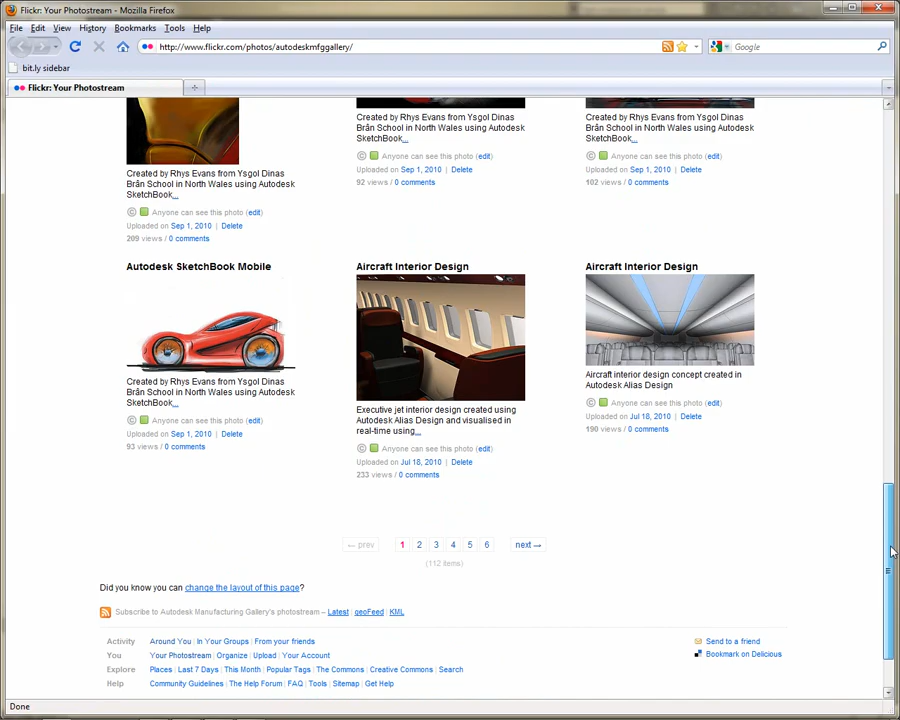 Flickr: Your Photostream - Mozilla Firefox
File Edit View History Bookmarks Tools Help
http://www.flickr.com/photos/autodeskmfggallery/
Google
bit.ly sidebar
Flickr: Your Photostream
Created by Rhys Evans from Ysgol Dinas
Brân School in North Wales using Autodesk
SketchBook...
Anyone can see this photo (edit)
Uploaded on Sep 1, 2010 | Delete
209 views / 0 comments
Created by Rhys Evans from Ysgol Dinas
Brân School in North Wales using Autodesk
SketchBook...
Anyone can see this photo (edit)
Uploaded on Sep 1, 2010 | Delete
92 views / 0 comments
Created by Rhys Evans from Ysgol Dinas
Brân School in North Wales using Autodesk
SketchBook...
Anyone can see this photo (edit)
Uploaded on Sep 1, 2010 | Delete
102 views / 0 comments
Autodesk SketchBook Mobile
Created by Rhys Evans from Ysgol Dinas
Brân School in North Wales using Autodesk
SketchBook...
Anyone can see this photo (edit)
Uploaded on Sep 1, 2010 | Delete
93 views / 0 comments
Aircraft Interior Design
Executive jet interior design created using
Autodesk Alias Design and visualised in
real-time using...
Anyone can see this photo (edit)
Uploaded on Jul 18, 2010 | Delete
233 views / 0 comments
Aircraft Interior Design
Aircraft interior design concept created in
Autodesk Alias Design
Anyone can see this photo (edit)
Uploaded on Jul 18, 2010 | Delete
190 views / 0 comments
← prev 1 2 3 4 5 6 next →
(112 items)
Did you know you can change the layout of this page?
Subscribe to Autodesk Manufacturing Gallery's photostream – Latest | geoFeed | KML
Activity Around You | In Your Groups | From your friends
You Your Photostream | Organize | Upload | Your Account
Explore Places | Last 7 Days | This Month | Popular Tags | The Commons | Creative Commons | Search
Help Community Guidelines | The Help Forum | FAQ | Tools | Sitemap | Get Help
Send to a friend
Bookmark on Delicious
Done